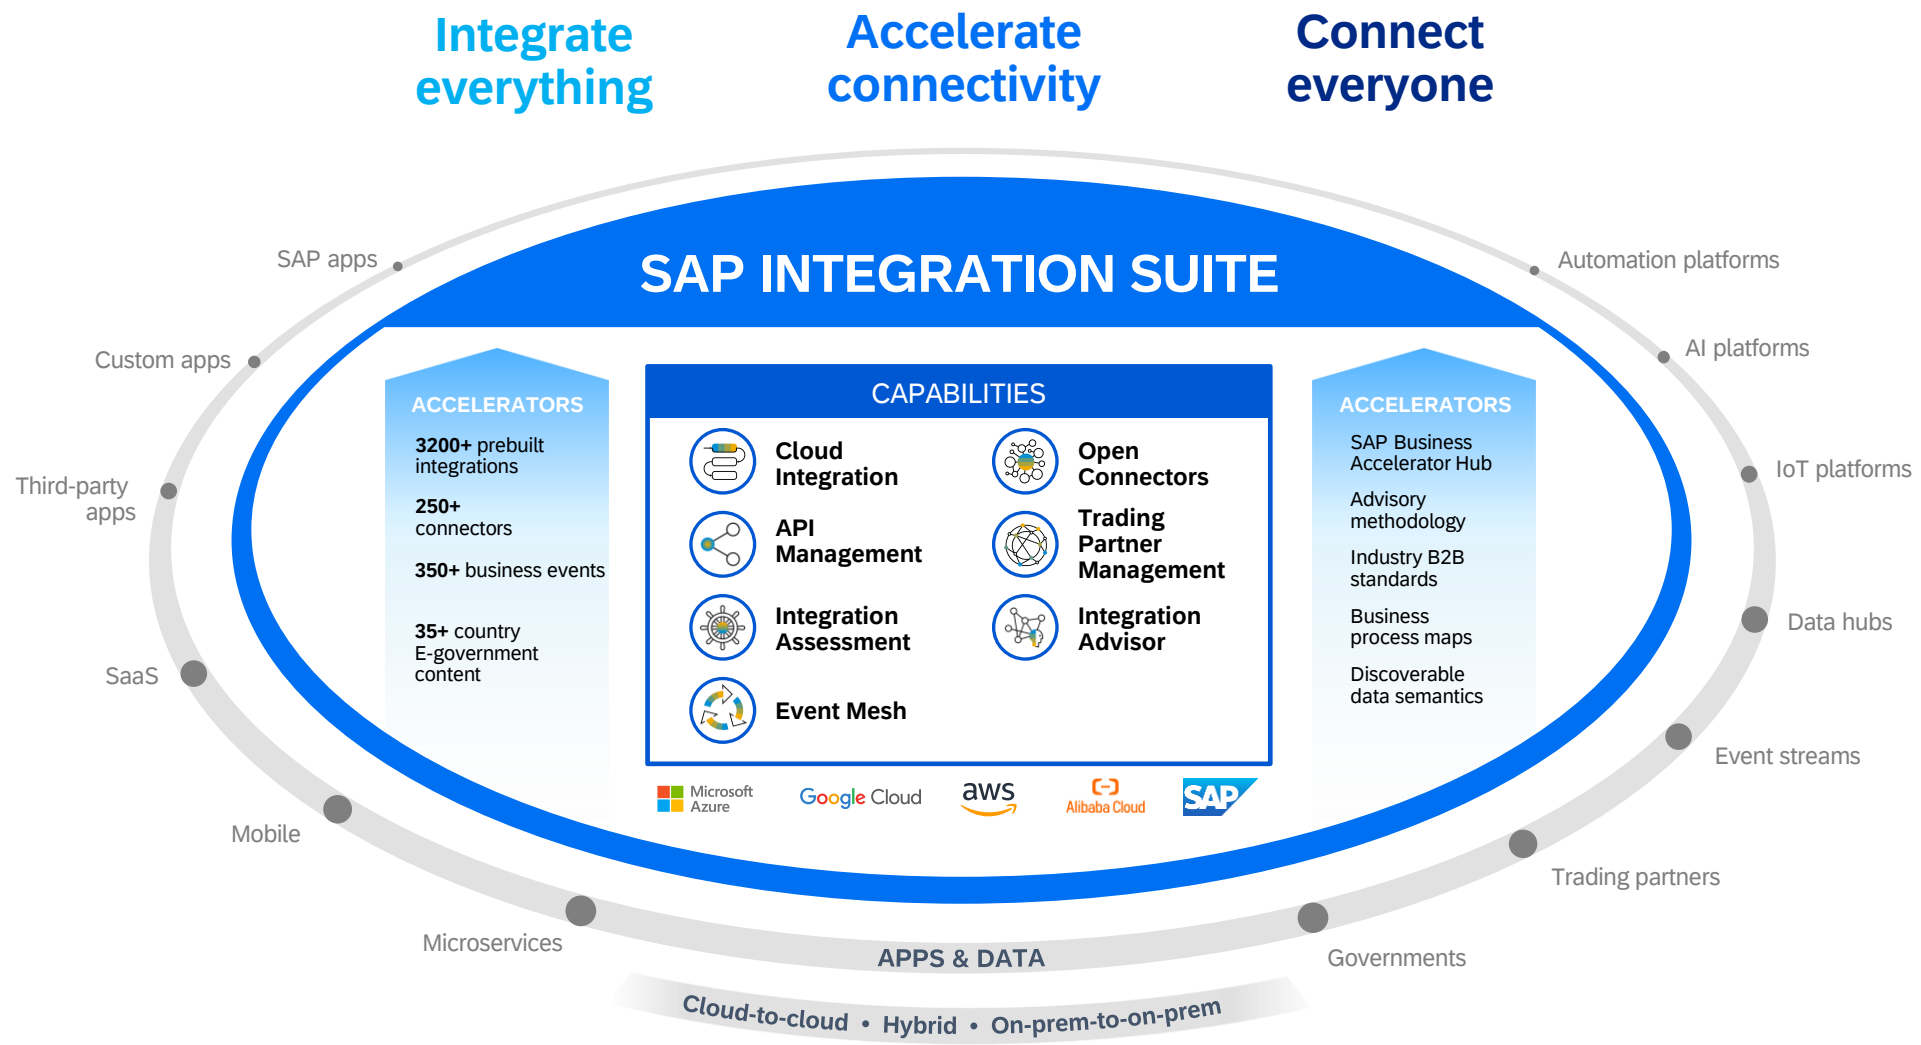 Integrate
everything
Accelerate
connectivity
Connect
everyone
SAP INTEGRATION SUITE
SAP apps
Custom apps
Third-party
apps
SaaS
Mobile
Microservices
ACCELERATORS
3200+ prebuilt
integrations
250+
connectors
350+ business events
35+ country
E-government
content
CAPABILITIES
Cloud
Integration
API
Management
Integration
Assessment
Event Mesh
Open
Connectors
Trading
Partner
Management
Integration
Advisor
Microsoft
Azure
Google Cloud
aws
Alibaba Cloud
SAP
ACCELERATORS
SAP Business
Accelerator Hub
Advisory
methodology
Industry B2B
standards
Business
process maps
Discoverable
data semantics
Automation platforms
AI platforms
IoT platforms
Data hubs
Event streams
Trading partners
Governments
APPS & DATA
Cloud-to-cloud • Hybrid • On-prem-to-on-prem